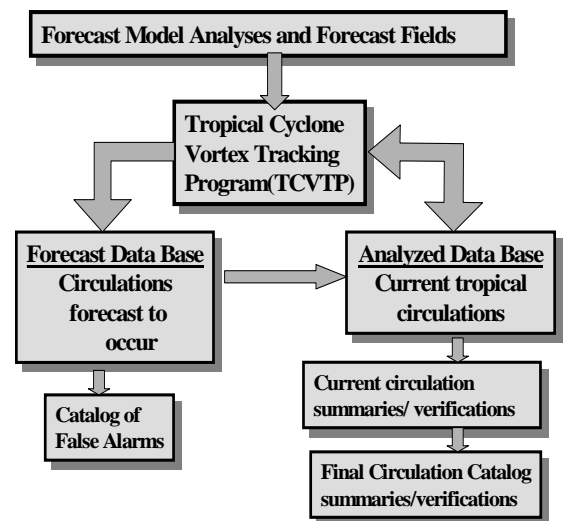 Forecast Model Analyses and Forecast Fields
Tropical Cyclone
Vortex Tracking
Program(TCVTP)
Forecast Data Base
Circulations
forecast to
occur
Analyzed Data Base
Current tropical
circulations
Catalog of
False Alarms
Current circulation
summaries/ verifications
Final Circulation Catalog
summaries/verifications